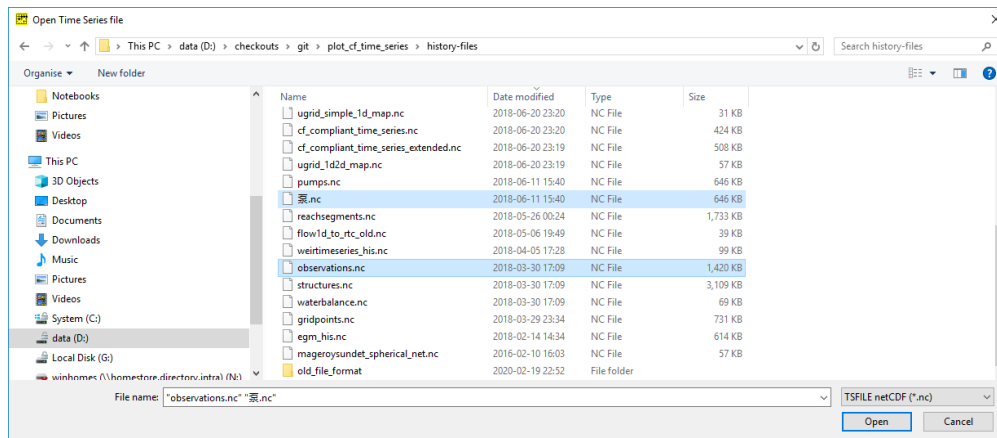 Open Time Series file
This PC > data (D:) > checkouts > git > plot_cf_time_series > history-files
Search history-files
Organise New folder
Notebooks
Pictures
Videos
This PC
3D Objects
Desktop
Documents
Downloads
Music
Pictures
Videos
System (C:)
data (D:)
Local Disk (G:)
winhomes (\\homestore.directory.intra) (N:)
Name Date modified Type Size
ugrid_simple_1d_map.nc 2018-06-20 23:20 NC File 31 KB
cf_compliant_time_series.nc 2018-06-20 23:20 NC File 424 KB
cf_compliant_time_series_extended.nc 2018-06-20 23:19 NC File 508 KB
ugrid_1d2d_map.nc 2018-06-20 23:19 NC File 57 KB
pumps.nc 2018-06-11 15:40 NC File 646 KB
泵.nc 2018-06-11 15:40 NC File 646 KB
reachsegments.nc 2018-05-26 00:24 NC File 1,733 KB
flow1d_to_rtc_old.nc 2018-05-06 19:49 NC File 39 KB
weirtimeseries_his.nc 2018-04-05 17:28 NC File 99 KB
observations.nc 2018-03-30 17:09 NC File 1,420 KB
structures.nc 2018-03-30 17:09 NC File 3,109 KB
waterbalance.nc 2018-03-30 17:09 NC File 69 KB
gridpoints.nc 2018-03-29 23:34 NC File 731 KB
egm_his.nc 2018-02-14 14:34 NC File 614 KB
mageroysundet_spherical_net.nc 2016-02-10 16:03 NC File 57 KB
old_file_format 2020-02-19 22:52 File folder
File name: "observations.nc" "泵.nc"
TSFILE netCDF (*.nc)
Open Cancel